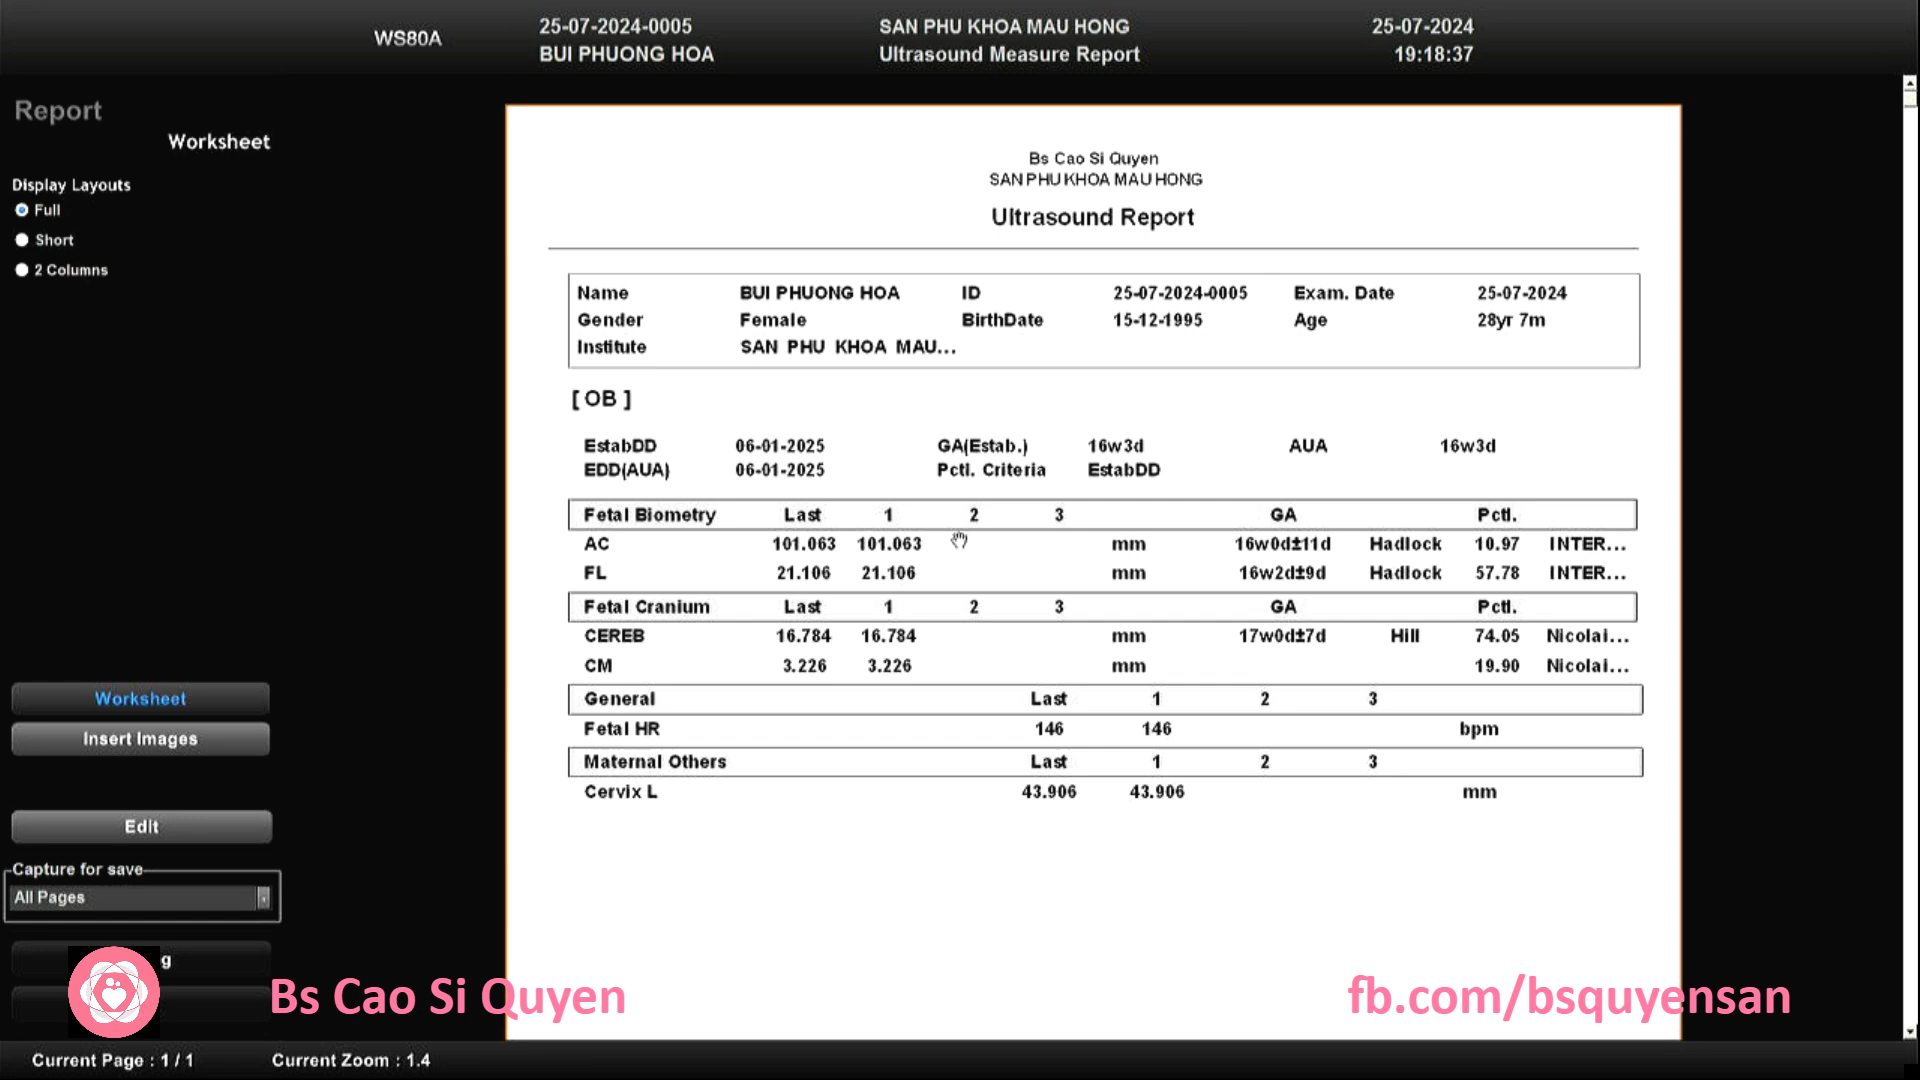 WS80A
25-07-2024-0005
BUI PHUONG HOA
SAN PHU KHOA MAU HONG
Ultrasound Measure Report
25-07-2024
19:18:37
Report
Worksheet
Display Layouts
Full
Short
2 Columns
Bs Cao Si Quyen
SAN PHU KHOA MAU HONG
Ultrasound Report
Name BUI PHUONG HOA ID 25-07-2024-0005 Exam. Date 25-07-2024
Gender Female BirthDate 15-12-1995 Age 28yr 7m
Institute SAN PHU KHOA MAU...
[ OB ]
EstabDD 06-01-2025 GA(Estab.) 16w3d AUA 16w3d
EDD(AUA) 06-01-2025 Pctl. Criteria EstabDD
Fetal Biometry Last 1 2 3 GA Pctl.
AC 101.063 101.063 mm 16w0d±11d Hadlock 10.97 INTER...
FL 21.106 21.106 mm 16w2d±9d Hadlock 57.78 INTER...
Fetal Cranium Last 1 2 3 GA Pctl.
CEREB 16.784 16.784 mm 17w0d±7d Hill 74.05 Nicolai...
CM 3.226 3.226 mm 19.90 Nicolai...
General Last 1 2 3
Fetal HR 146 146 bpm
Maternal Others Last 1 2 3
Cervix L 43.906 43.906 mm
Worksheet
Insert Images
Edit
Capture for save
All Pages
Bs Cao Si Quyen
fb.com/bsquyensan
Current Page : 1 / 1
Current Zoom : 1.4